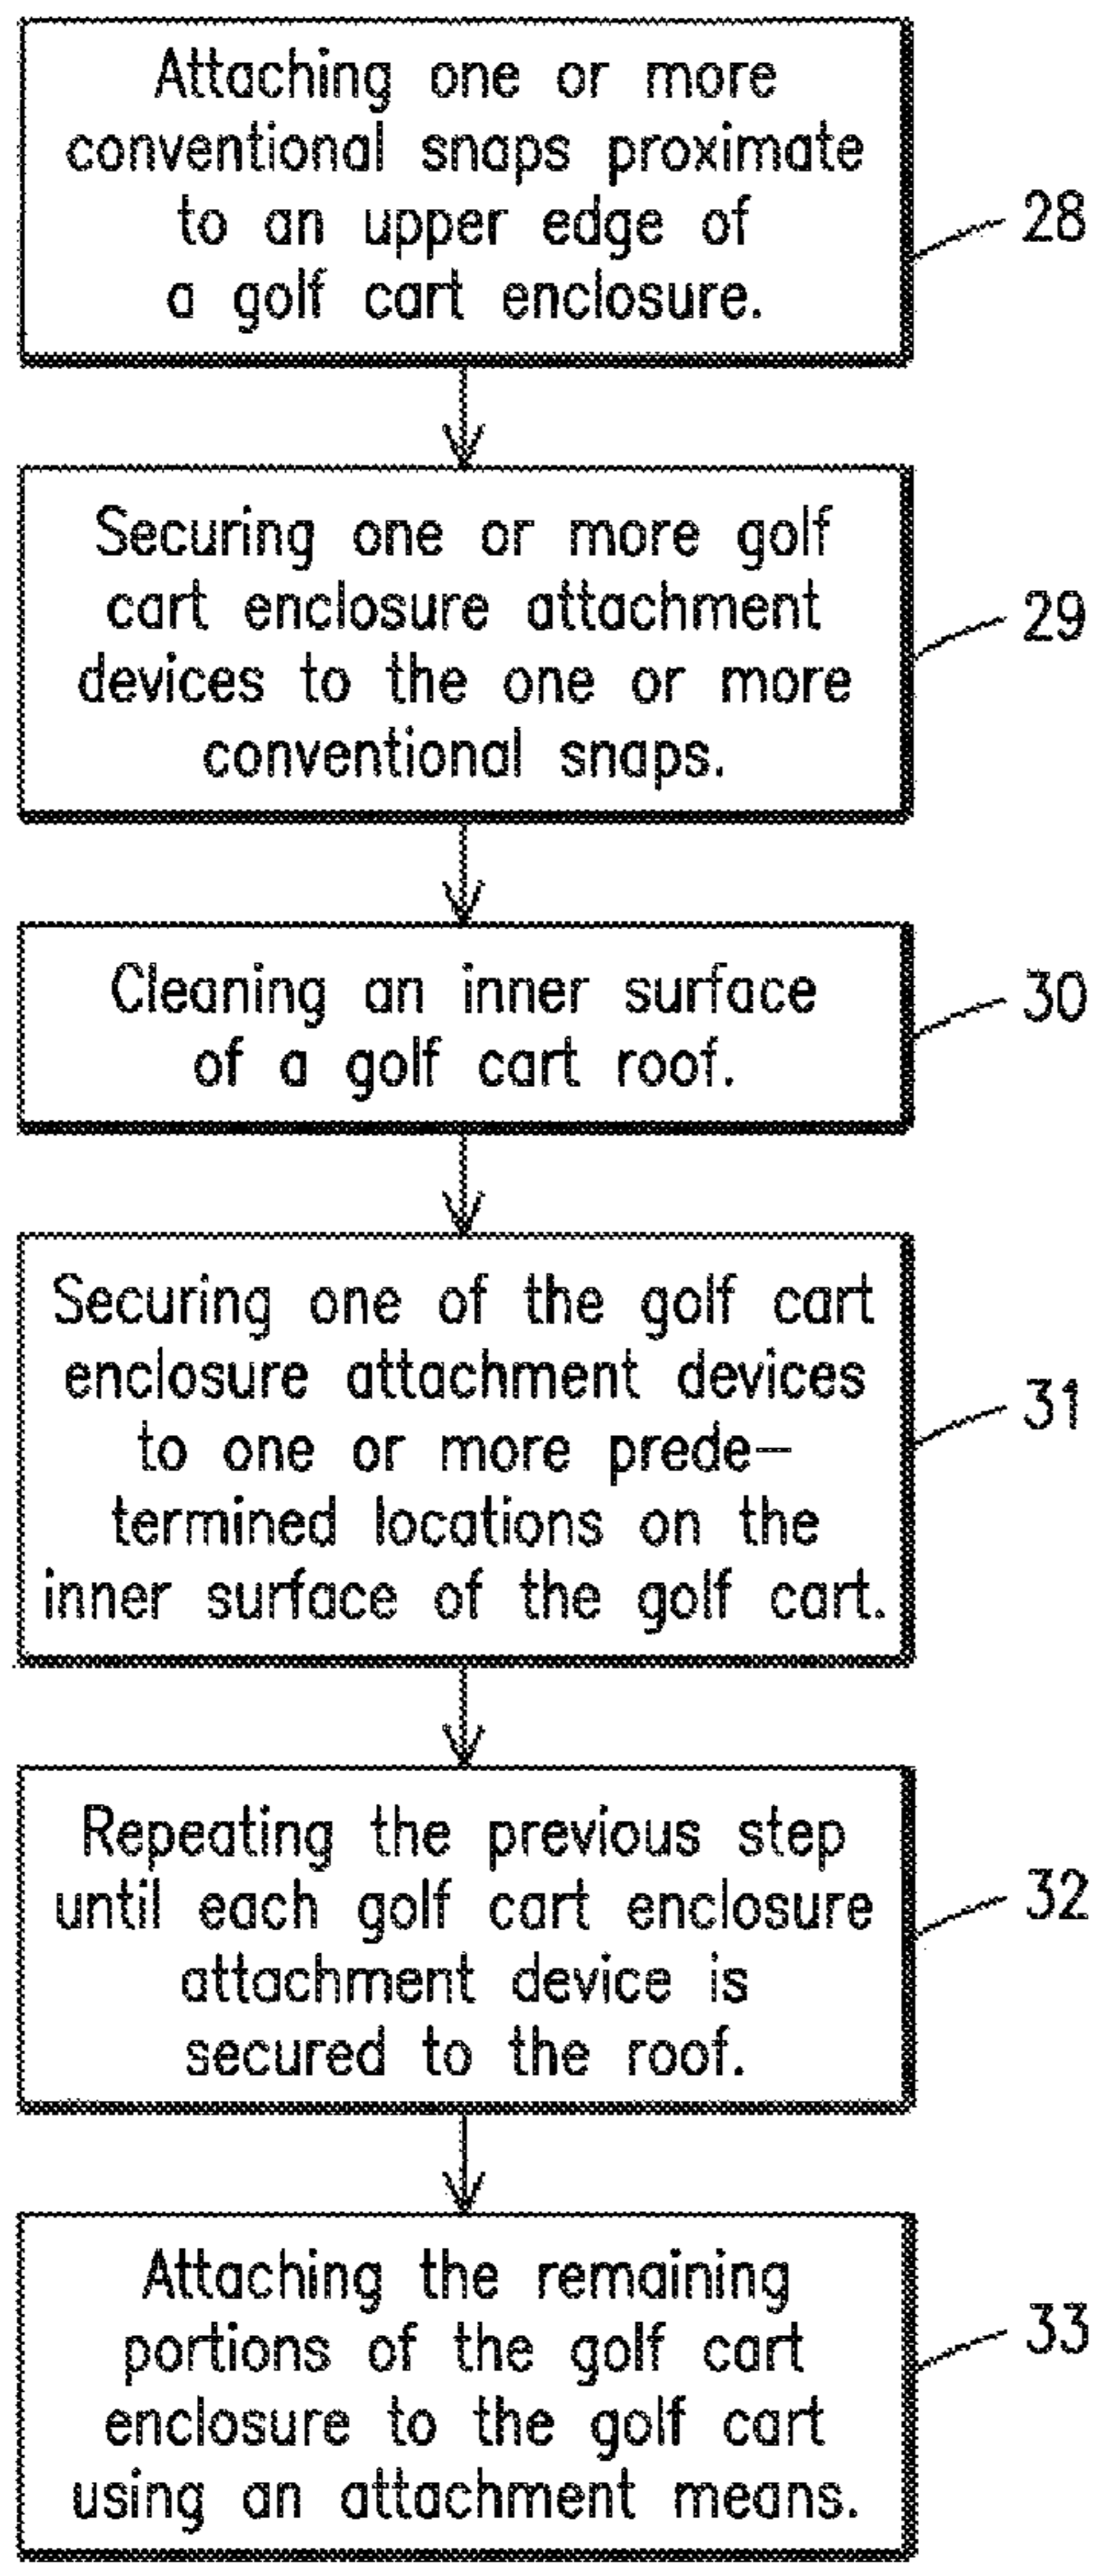 Attaching one or more
conventional snaps proximate
to an upper edge of
a golf cart enclosure.
28
Securing one or more golf
cart enclosure attachment
devices to the one or more
conventional snaps.
29
Cleaning an inner surface
of a golf cart roof.
30
Securing one of the golf cart
enclosure attachment devices
to one or more prede–
termined locations on the
inner surface of the golf cart.
31
Repeating the previous step
until each golf cart enclosure
attachment device is
secured to the roof.
32
Attaching the remaining
portions of the golf cart
enclosure to the golf cart
using an attachment means.
33